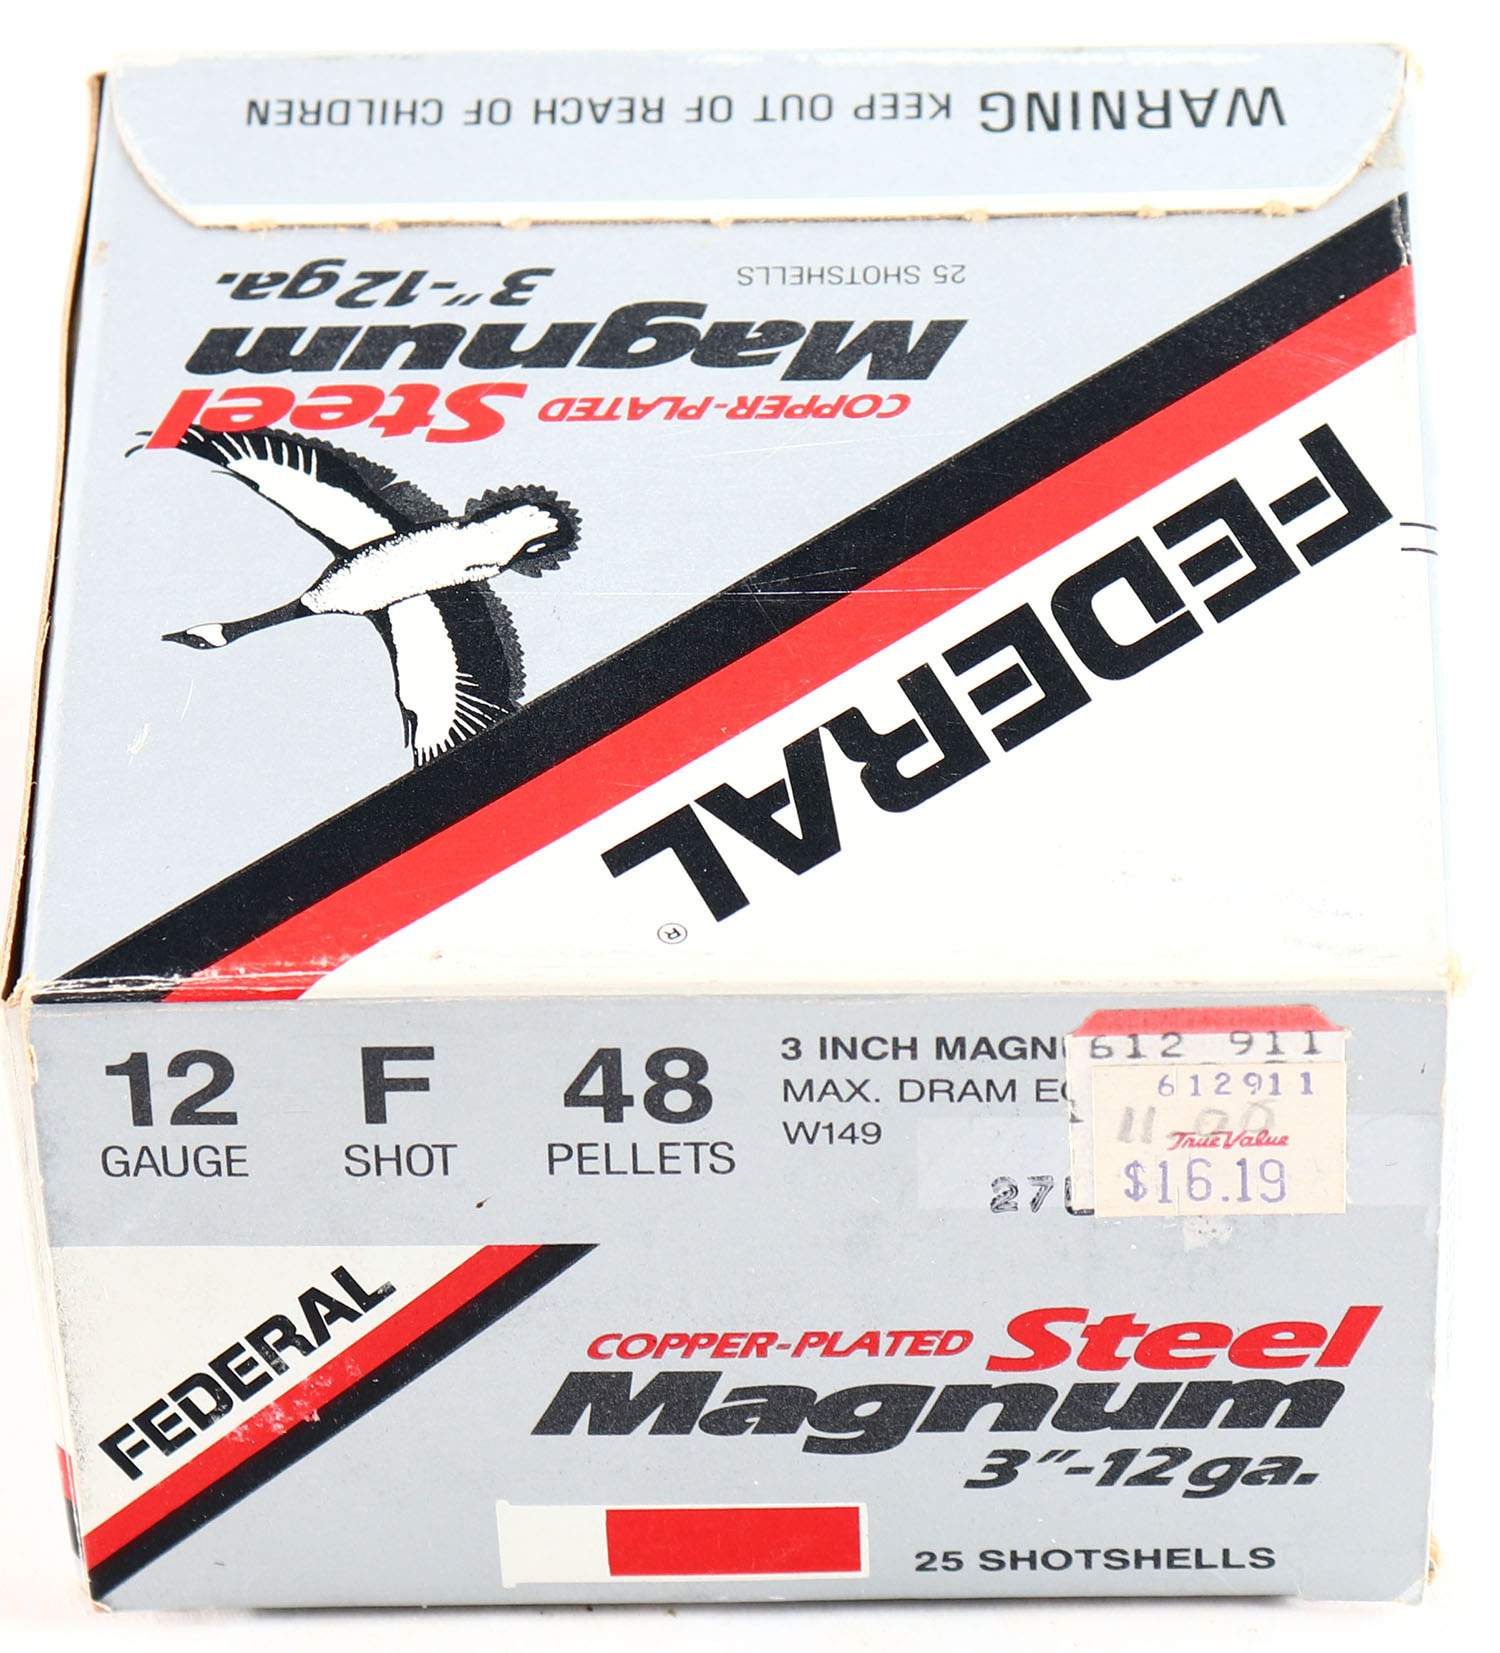 WARNING KEEP OUT OF REACH OF CHILDREN
25 SHOTSHELLS
3"-12ga.
Magnum
COPPER-PLATED Steel
FEDERAL
®
12 GAUGE
F SHOT
48 PELLETS
3 INCH
MAX. DRAM
W149
612 911
612911
11.00
True Value
$16.19
FEDERAL
COPPER-PLATED Steel
Magnum
3"-12ga.
25 SHOTSHELLS